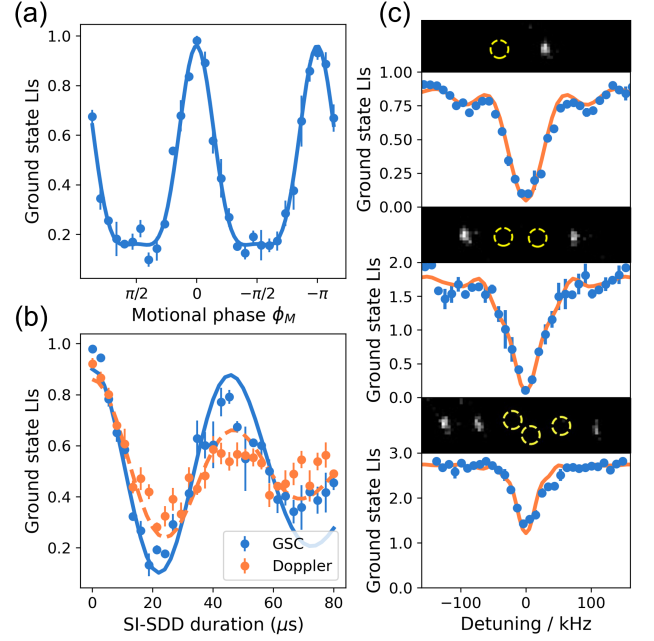 (a)
Ground state LIs
1.0
0.8
0.6
0.4
0.2
π/2
0
−π/2
−π
Motional phase ϕM
(b)
Ground state LIs
1.0
0.8
0.6
0.4
0.2
GSC
Doppler
0
20
40
60
80
SI-SDD duration (μs)
(c)
Ground state LIs
1.00
0.75
0.50
0.25
0.00
Ground state LIs
2.0
1.5
1.0
0.5
0.0
Ground state LIs
3.0
2.0
1.0
0.0
−100
0
100
Detuning / kHz